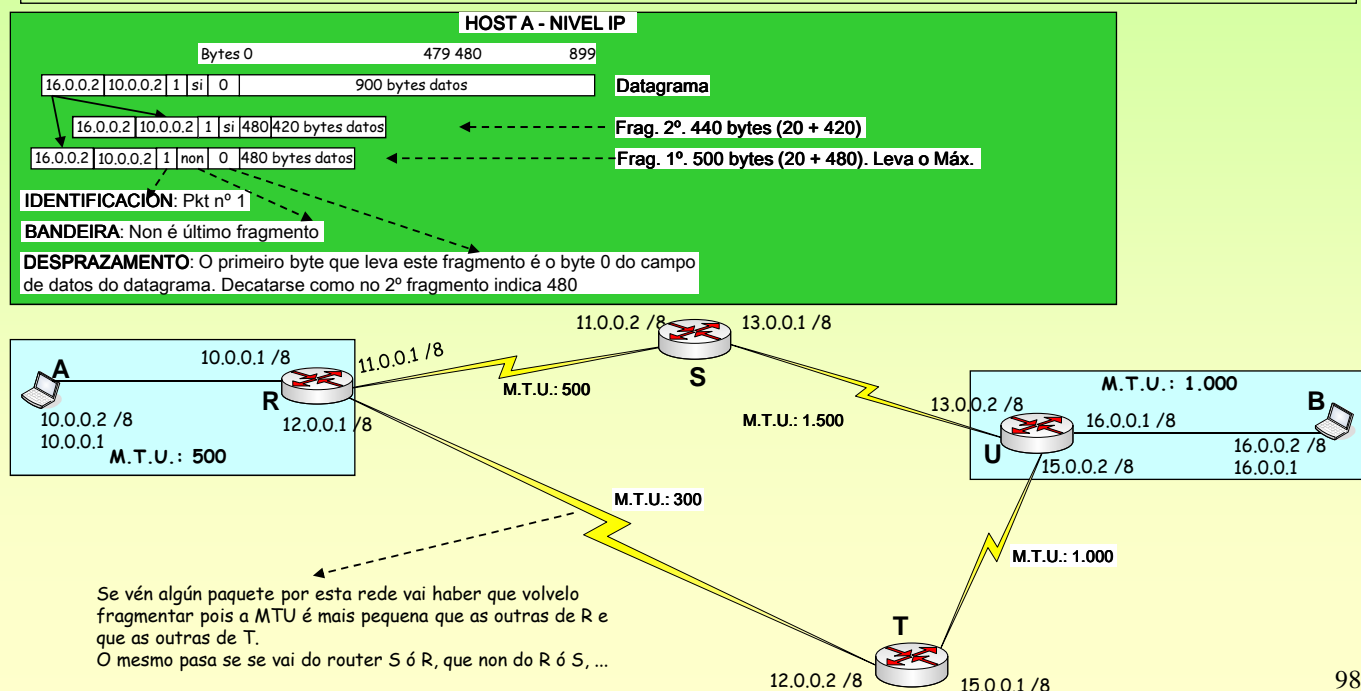 HOST A - NIVEL IP
Bytes 0 479 480 899
16.0.0.2 10.0.0.2 1 si 0 900 bytes datos Datagrama
16.0.0.2 10.0.0.2 1 si 480 420 bytes datos Frag. 2º. 440 bytes (20 + 420)
16.0.0.2 10.0.0.2 1 non 0 480 bytes datos Frag. 1º. 500 bytes (20 + 480). Leva o Máx.
IDENTIFICACIÓN: Pkt nº 1
BANDEIRA: Non é último fragmento
DESPRAZAMENTO: O primeiro byte que leva este fragmento é o byte 0 do campo
de datos do datagrama. Decatarse como no 2º fragmento indica 480
11.0.0.2 /8 13.0.0.1 /8
S
A
10.0.0.1 /8
11.0.0.1 /8
R
12.0.0.1 /8
10.0.0.2 /8
10.0.0.1
M.T.U.: 500
M.T.U.: 500
M.T.U.: 1.500
M.T.U.: 1.000
B
13.0.0.2 /8
16.0.0.1 /8
U
16.0.0.2 /8
16.0.0.1
15.0.0.2 /8
M.T.U.: 300
M.T.U.: 1.000
Se vén algún paquete por esta rede vai haber que volvelo
fragmentar pois a MTU é mais pequena que as outras de R e
que as outras de T.
O mesmo pasa se se vai do router S ó R, que non do R ó S, ...
T
12.0.0.2 /8 15.0.0.1 /8
98